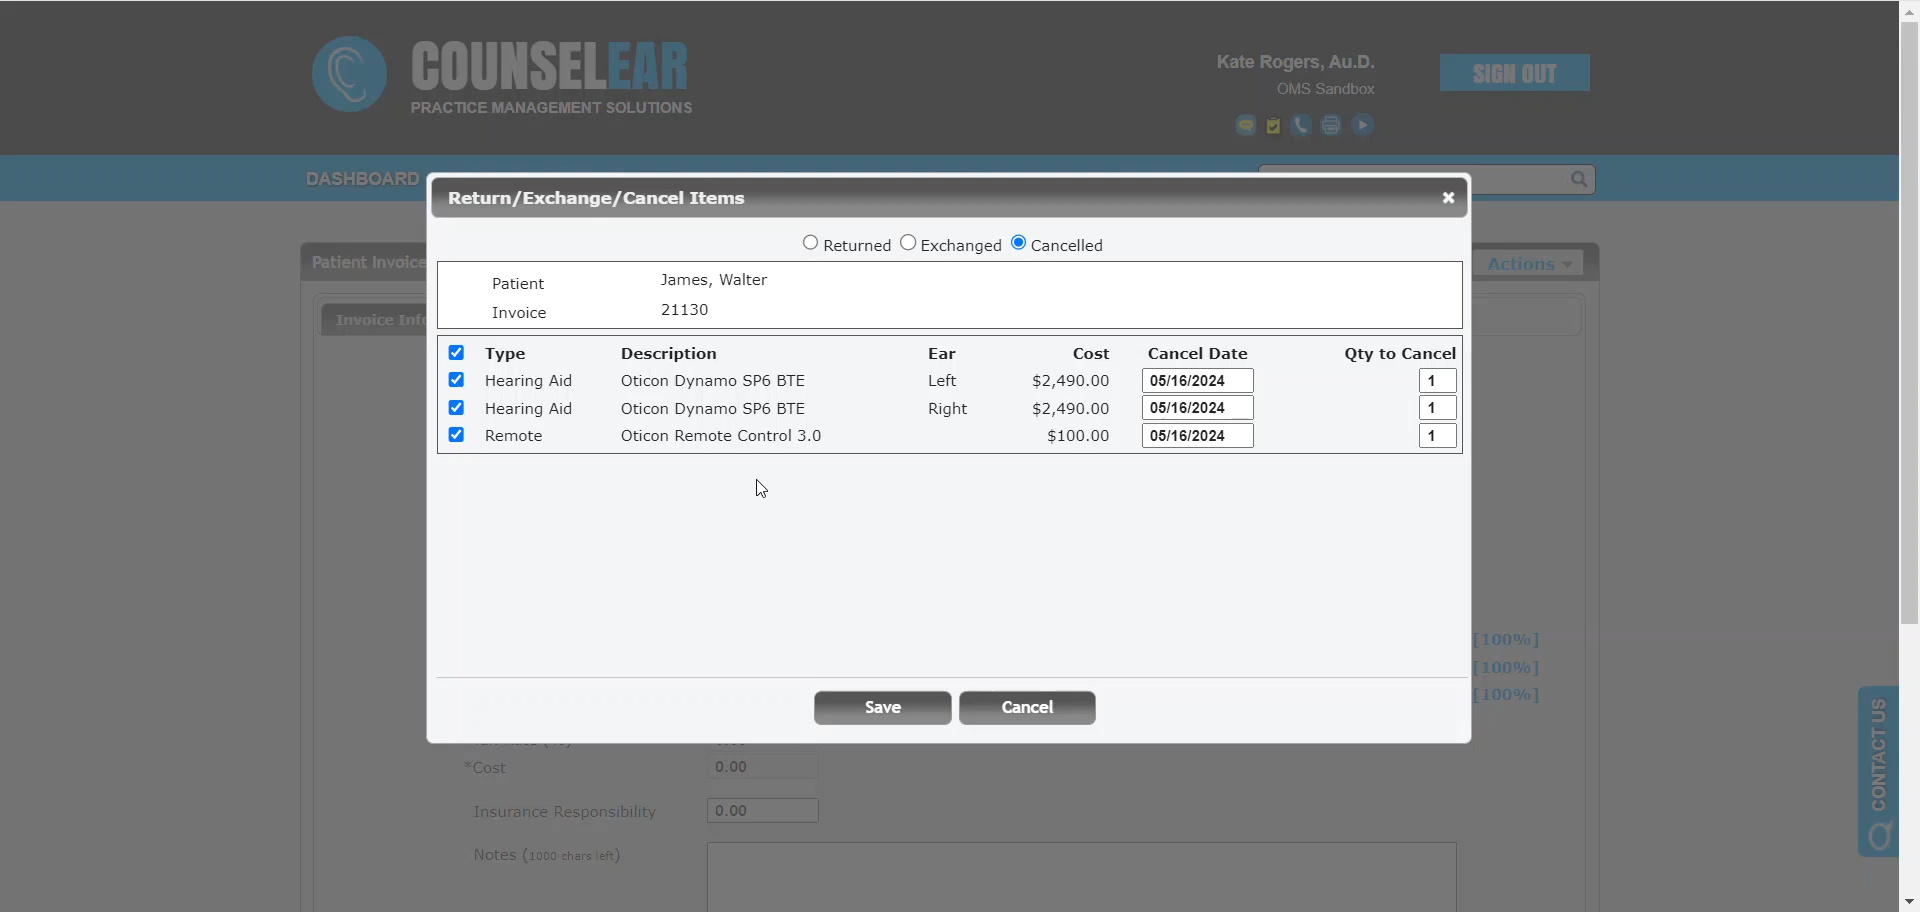 COUNSELEAR
PRACTICE MANAGEMENT SOLUTIONS
Kate Rogers, Au.D.
OMS Sandbox
SIGN OUT
DASHBOARD
Return/Exchange/Cancel Items
Patient Invoice
Actions
Returned Exchanged Cancelled
Patient James, Walter
Invoice 21130
Invoice Info
Type Description Ear Cost Cancel Date Qty to Cancel
Hearing Aid Oticon Dynamo SP6 BTE Left $2,490.00 05/16/2024 1
Hearing Aid Oticon Dynamo SP6 BTE Right $2,490.00 05/16/2024 1
Remote Oticon Remote Control 3.0 $100.00 05/16/2024 1
[100%]
[100%]
[100%]
Save Cancel
*Cost 0.00
Insurance Responsibility 0.00
Notes (1000 chars left)
CONTACT US